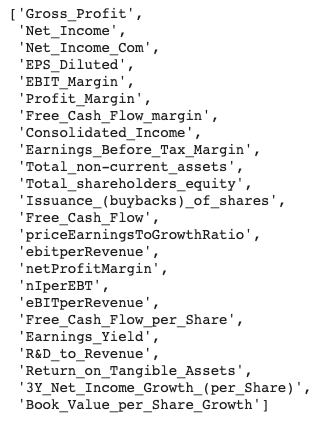 ['Gross_Profit',
'Net_Income',
'Net_Income_Com',
'EPS_Diluted',
'EBIT_Margin',
'Profit_Margin',
'Free_Cash_Flow_margin',
'Consolidated_Income',
'Earnings_Before_Tax_Margin',
'Total_non-current_assets',
'Total_shareholders_equity',
'Issuance_(buybacks)_of_shares',
'Free_Cash_Flow',
'priceEarningsToGrowthRatio',
'ebitperRevenue',
'netProfitMargin',
'nIperEBT',
'eBITperRevenue',
'Free_Cash_Flow_per_Share',
'Earnings_Yield',
'R&D_to_Revenue',
'Return_on_Tangible_Assets',
'3Y_Net_Income_Growth_(per_Share)',
'Book_Value_per_Share_Growth']